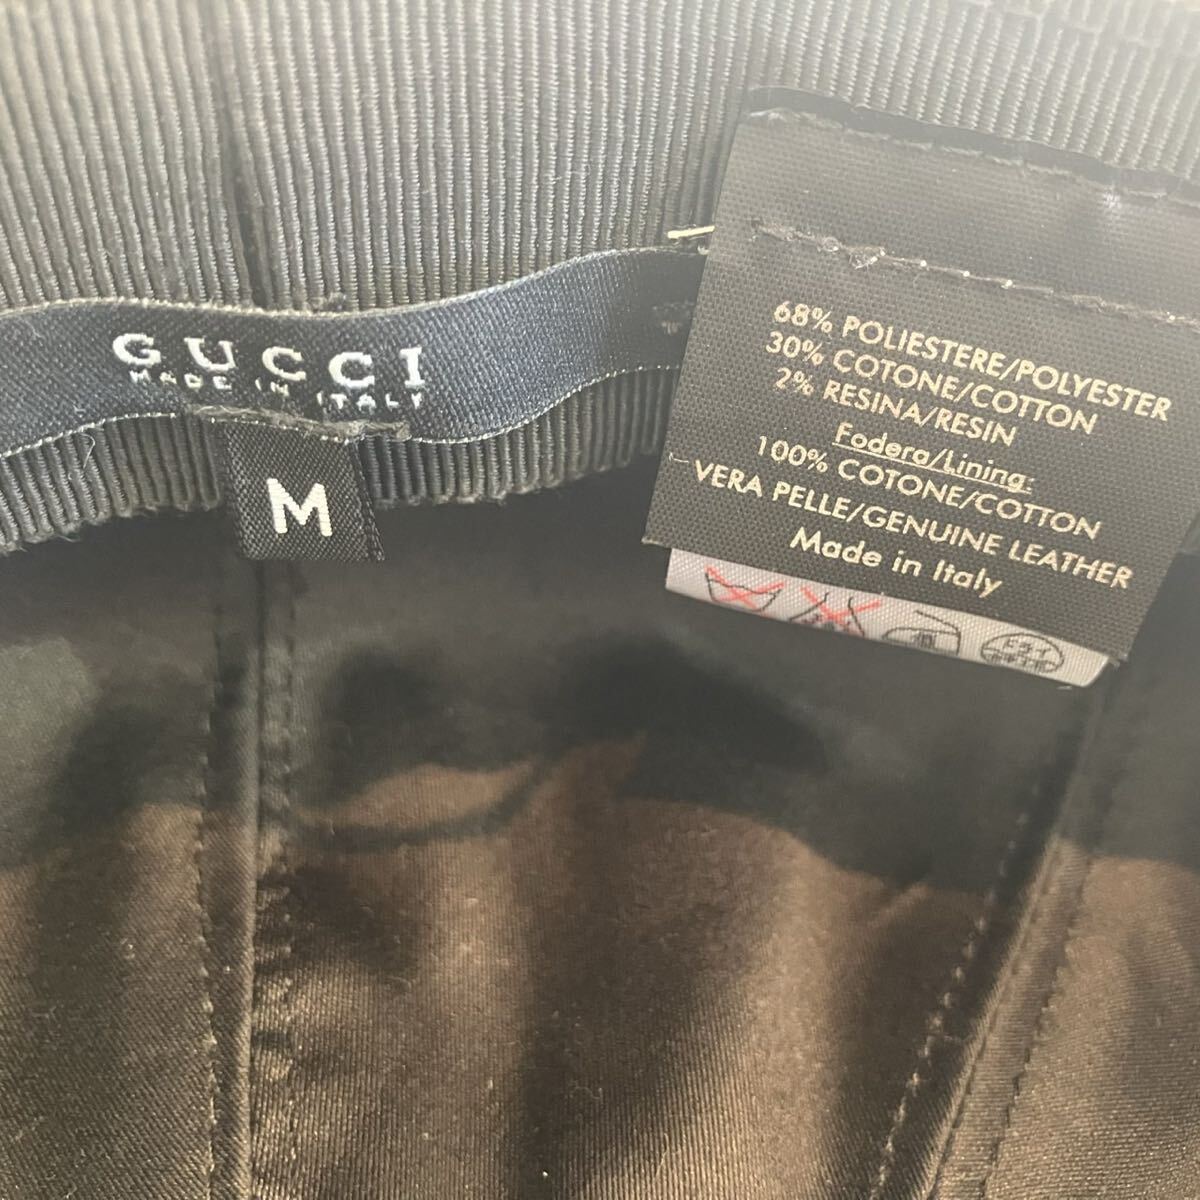 GUCCI
MADE IN ITALY
M
68% POLIESTERE/POLYESTER
30% COTONE/COTTON
2% RESINA/RESIN
Fodera/Lining:
100% COTONE/COTTON
VERA PELLE/GENUINE LEATHER
Made in Italy